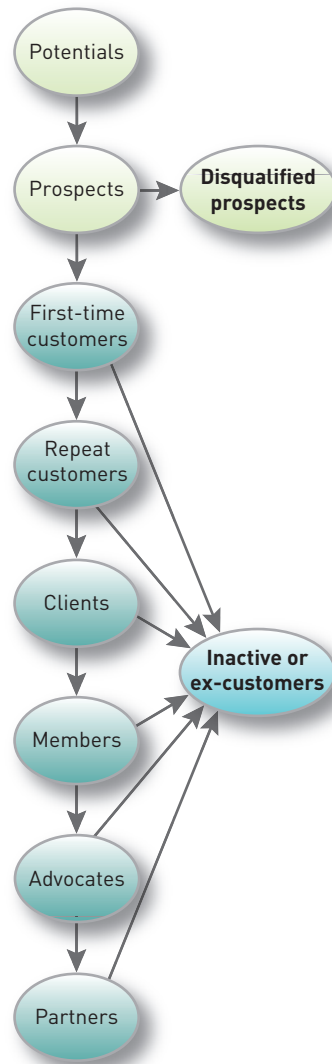 Potentials
Prospects
Disqualified
prospects
First-time
customers
Repeat
customers
Clients
Inactive or
ex-customers
Members
Advocates
Partners